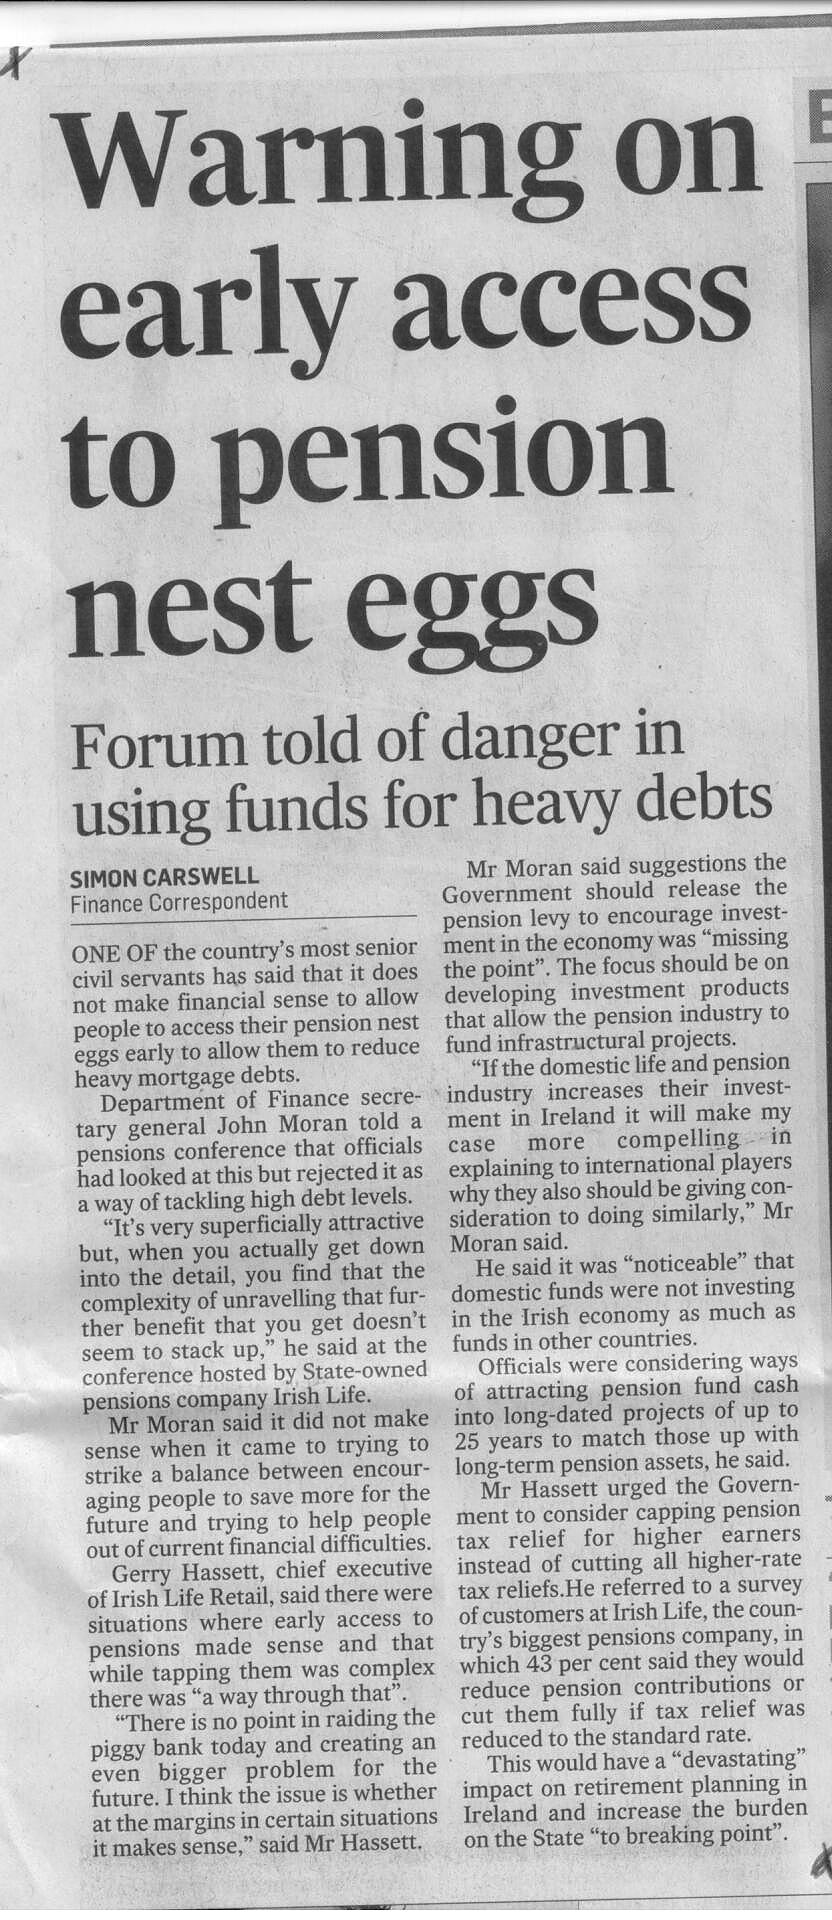 Warning on
early access
to pension
nest eggs
Forum told of danger in
using funds for heavy debts
SIMON CARSWELL
Finance Correspondent
ONE OF the country's most senior
civil servants has said that it does
not make financial sense to allow
people to access their pension nest
eggs early to allow them to reduce
heavy mortgage debts.
Department of Finance secre-
tary general John Moran told a
pensions conference that officials
had looked at this but rejected it as
a way of tackling high debt levels.
“It's very superficially attractive
but, when you actually get down
into the detail, you find that the
complexity of unravelling that fur-
ther benefit that you get doesn't
seem to stack up,” he said at the
conference hosted by State-owned
pensions company Irish Life.
Mr Moran said it did not make
sense when it came to trying to
strike a balance between encour-
aging people to save more for the
future and trying to help people
out of current financial difficulties.
Gerry Hassett, chief executive
of Irish Life Retail, said there were
situations where early access to
pensions made sense and that
while tapping them was complex
there was “a way through that”.
“There is no point in raiding the
piggy bank today and creating an
even bigger problem for the
future. I think the issue is whether
at the margins in certain situations
it makes sense,” said Mr Hassett.
Mr Moran said suggestions the
Government should release the
pension levy to encourage invest-
ment in the economy was “missing
the point”. The focus should be on
developing investment products
that allow the pension industry to
fund infrastructural projects.
“If the domestic life and pension
industry increases their invest-
ment in Ireland it will make my
case more compelling in
explaining to international players
why they also should be giving con-
sideration to doing similarly,” Mr
Moran said.
He said it was “noticeable” that
domestic funds were not investing
in the Irish economy as much as
funds in other countries.
Officials were considering ways
of attracting pension fund cash
into long-dated projects of up to
25 years to match those up with
long-term pension assets, he said.
Mr Hassett urged the Govern-
ment to consider capping pension
tax relief for higher earners
instead of cutting all higher-rate
tax reliefs.He referred to a survey
of customers at Irish Life, the coun-
try's biggest pensions company, in
which 43 per cent said they would
reduce pension contributions or
cut them fully if tax relief was
reduced to the standard rate.
This would have a “devastating”
impact on retirement planning in
Ireland and increase the burden
on the State “to breaking point”.